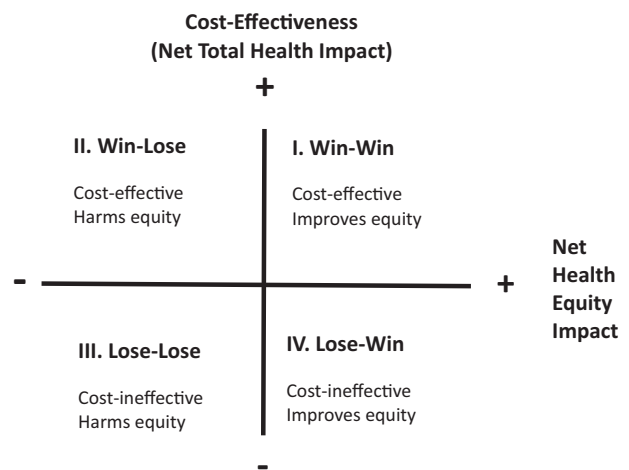 Cost-Effectiveness
(Net Total Health Impact)
+
II. Win-Lose
Cost-effective
Harms equity
I. Win-Win
Cost-effective
Improves equity
-
+
Net
Health
Equity
Impact
III. Lose-Lose
Cost-ineffective
Harms equity
IV. Lose-Win
Cost-ineffective
Improves equity
-